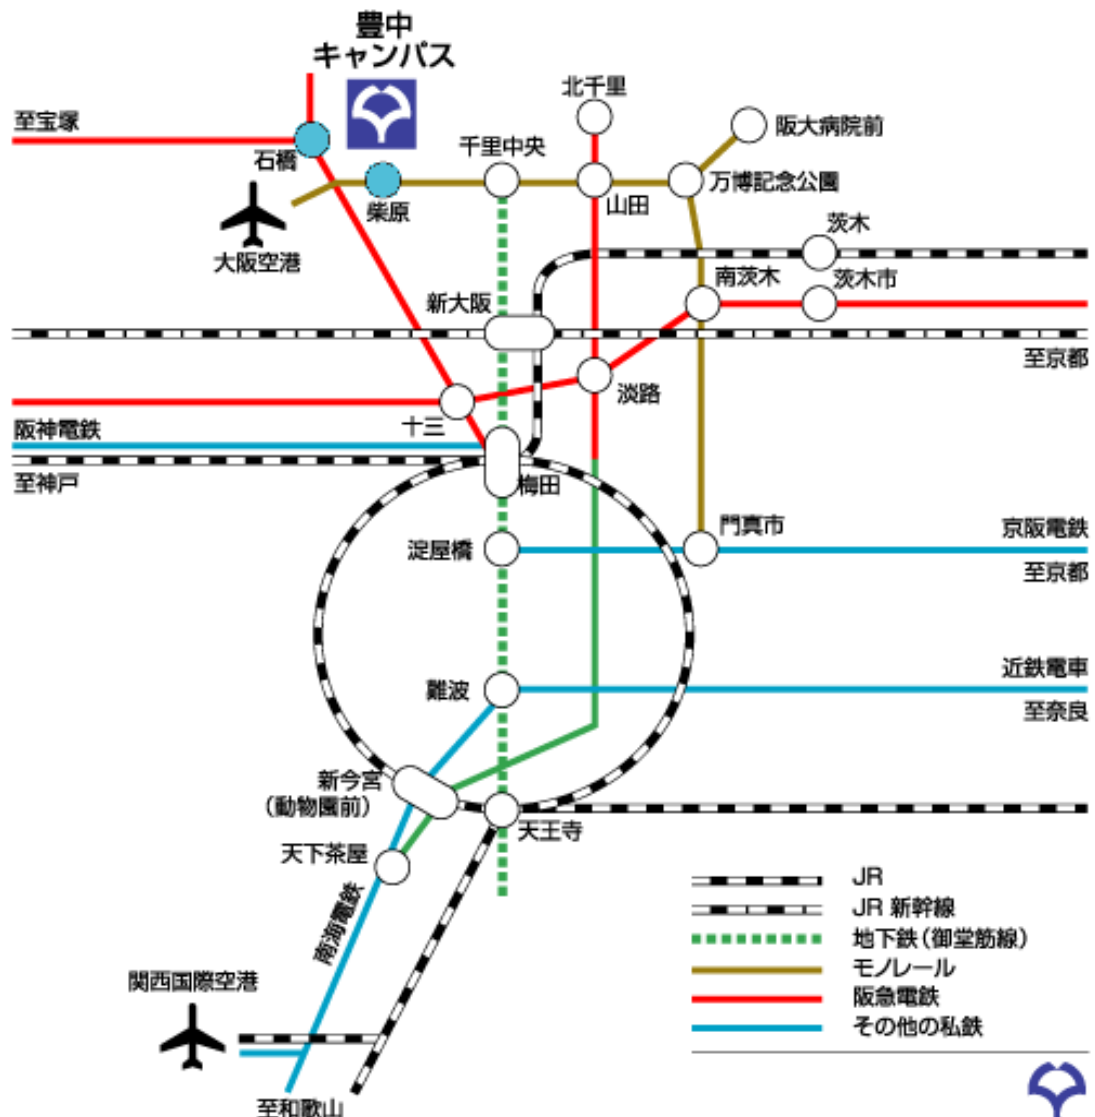 豊中
キャンパス
北千里
至宝塚
阪大病院前
千里中央
石橋
万博記念公園
柴原
山田
茨木
大阪空港
南茨木
茨木市
新大阪
至京都
淡路
十三
阪神電鉄
至神戸
梅田
門真市
京阪電鉄
淀屋橋
至京都
近鉄電車
難波
至奈良
新今宮
(動物園前)
天王寺
天下茶屋
南海電鉄
関西国際空港
至和歌山
JR
JR 新幹線
地下鉄(御堂筋線)
モノレール
阪急電鉄
その他の私鉄